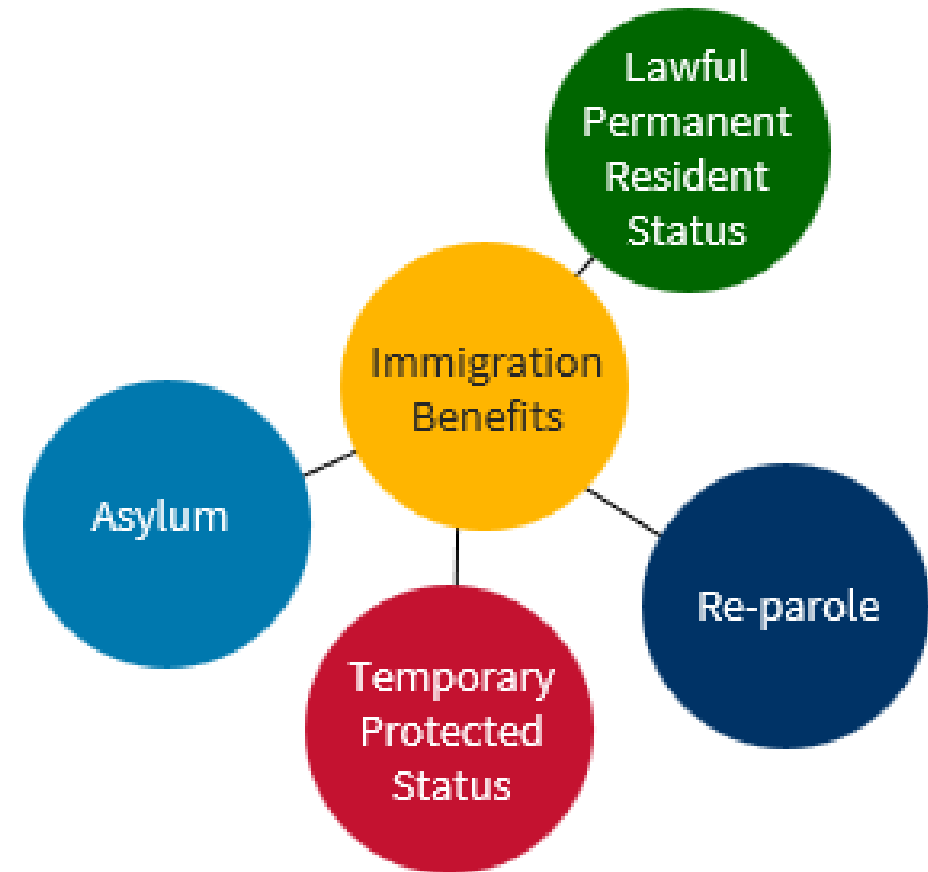 Lawful
Permanent
Resident
Status
Immigration
Benefits
Asylum
Re-parole
Temporary
Protected
Status